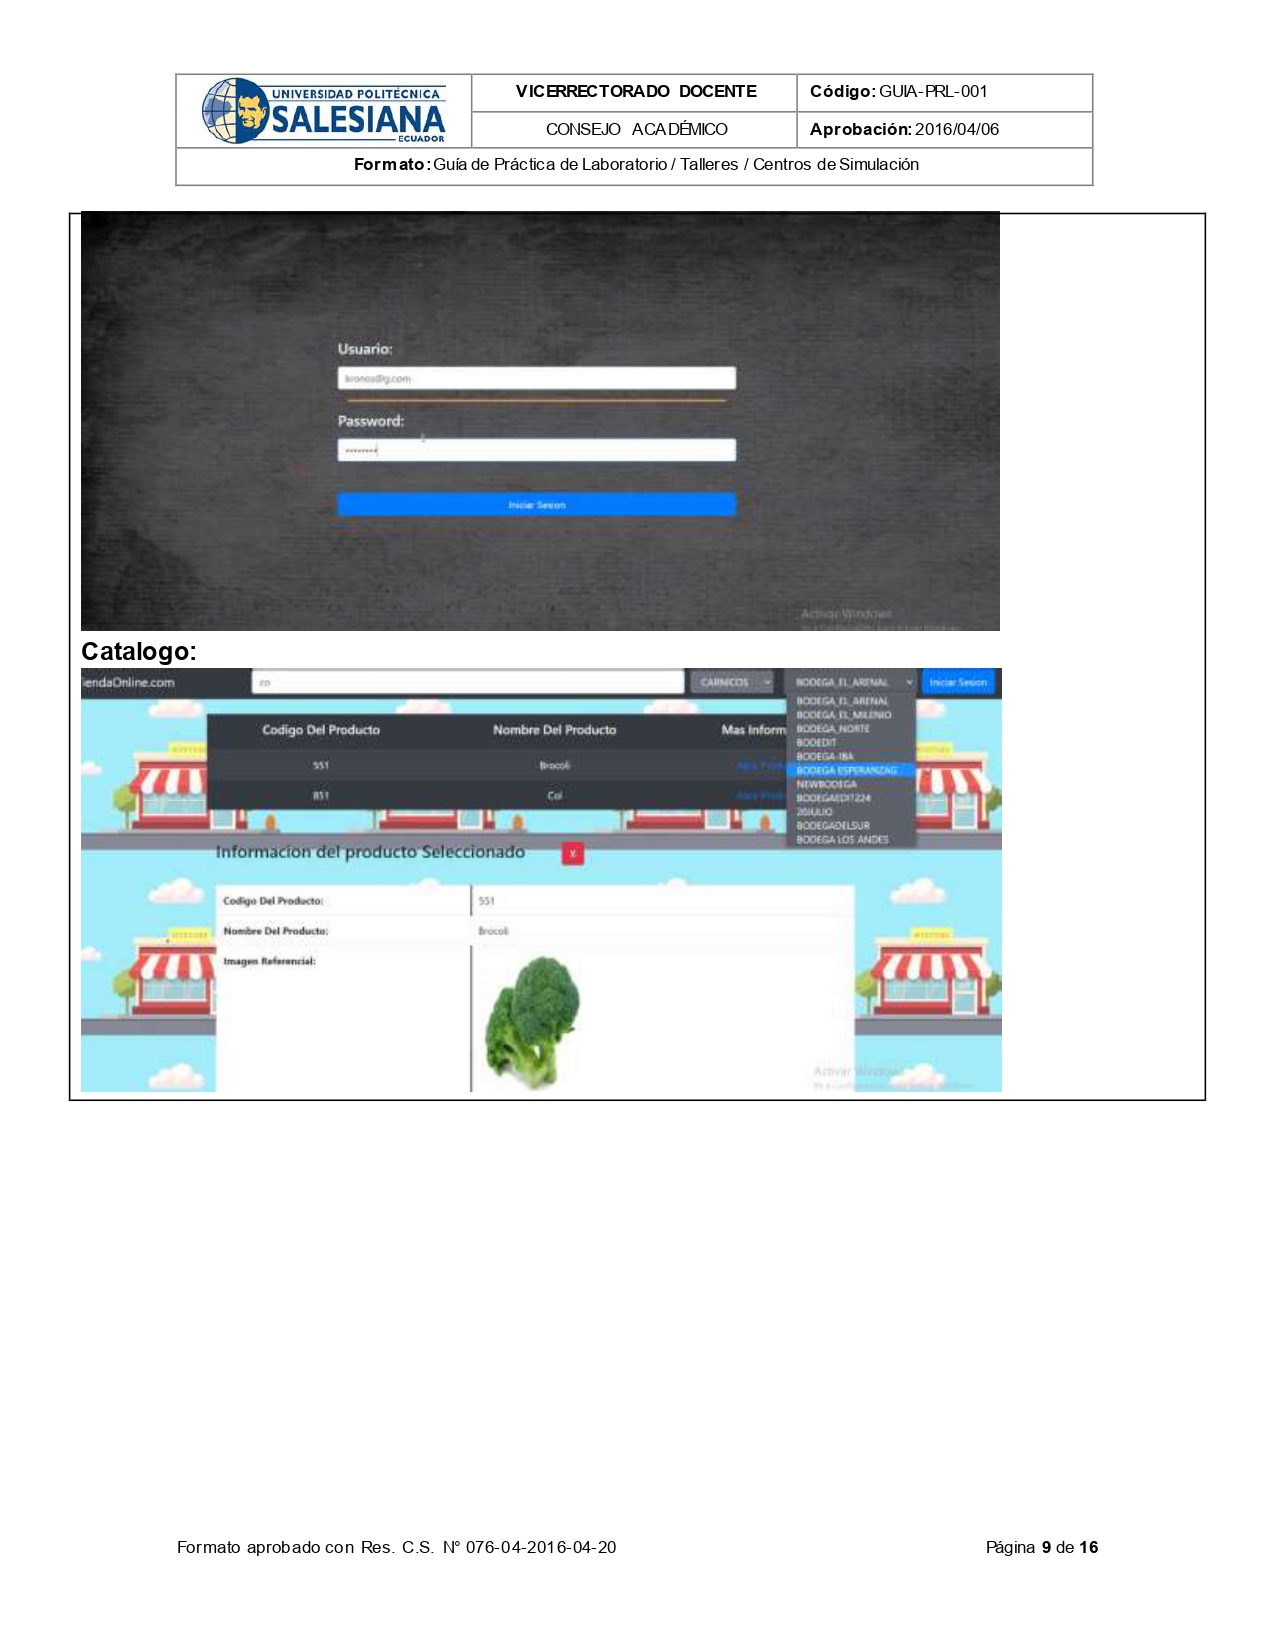 UNIVERSIDAD POLITÉCNICA
SALESIANA
ECUADOR
VICERRECTORADO DOCENTE
Código: GUIA-PRL-001
CONSEJO ACADÉMICO
Aprobación: 2016/04/06
Formato: Guía de Práctica de Laboratorio / Talleres / Centros de Simulación
Usuario:
kronos@g.com
Password:
Iniciar Sesion
Activar Windows
Catalogo:
iendaOnline.com
co
CARNICOS
BODEGA_EL_ARENAL
Iniciar Sesion
BODEGA_EL_ARENAL
BODEGA_EL_MILENIO
BODEGA_NORTE
BODEDIT
BODEGA-IBA
BODEGA ESPERANZAG
NEWBODEGA
BODEGAEDIT224
20JULIO
BODEGADELSUR
BODEGA LOS ANDES
Codigo Del Producto
Nombre Del Producto
Mas Inform
551
Brocoli
851
Col
Informacion del producto Seleccionado
X
Codigo Del Producto:
551
Nombre Del Producto:
Brocoli
Imagen Referencial:
Activar Windows
Formato aprobado con Res. C.S. N° 076-04-2016-04-20
Página 9 de 16